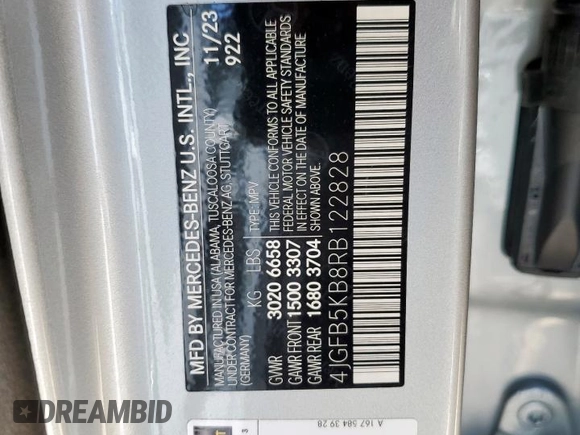 MFD BY MERCEDES-BENZ U.S. INTL., INC
MANUFACTURED IN USA (ALABAMA, TUSCALOOSA COUNTY)
UNDER CONTRACT FOR MERCEDES-BENZ AG, STUTTGART
(GERMANY)
11/23
922
KG LBS TYPE: MPV
GVWR 3020 6658
GAWR FRONT 1500 3307
GAWR REAR 1680 3704
THIS VEHICLE CONFORMS TO ALL APPLICABLE
FEDERAL MOTOR VEHICLE SAFETY STANDARDS
IN EFFECT ON THE DATE OF MANUFACTURE
SHOWN ABOVE.
4JGFB5KB8RB122828
A 167 584 39 28
DREAMBID